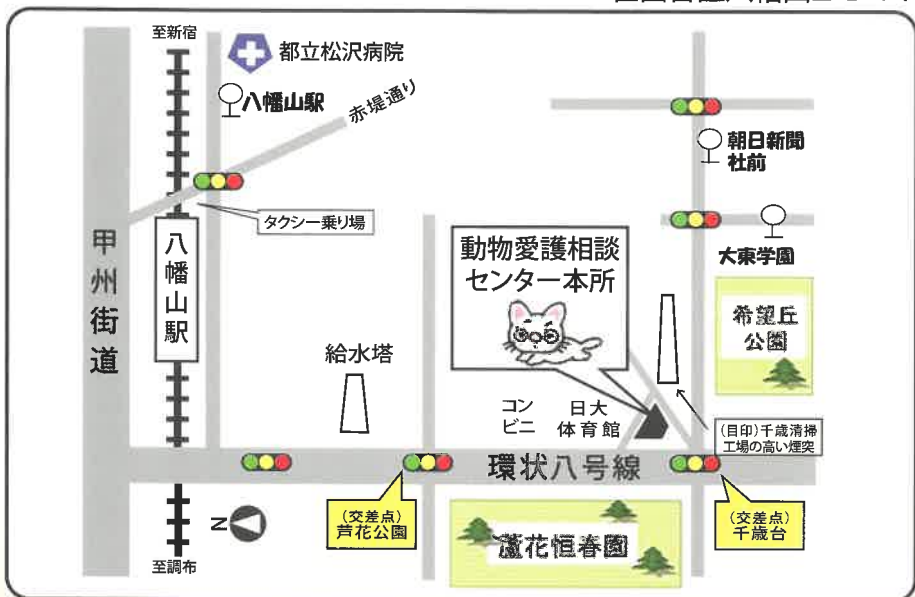 至新宿
都立松沢病院
八幡山駅
赤堤通り
朝日新聞
社前
タクシー乗り場
動物愛護相談
センター本所
大東学園
甲州街道
八幡山駅
希望丘
公園
給水塔
コン
ビニ
日大
体育館
(目印)千歳清掃
工場の高い煙突
環状八号線
(交差点)
芦花公園
(交差点)
千歳台
N
蘆花恒春園
至調布